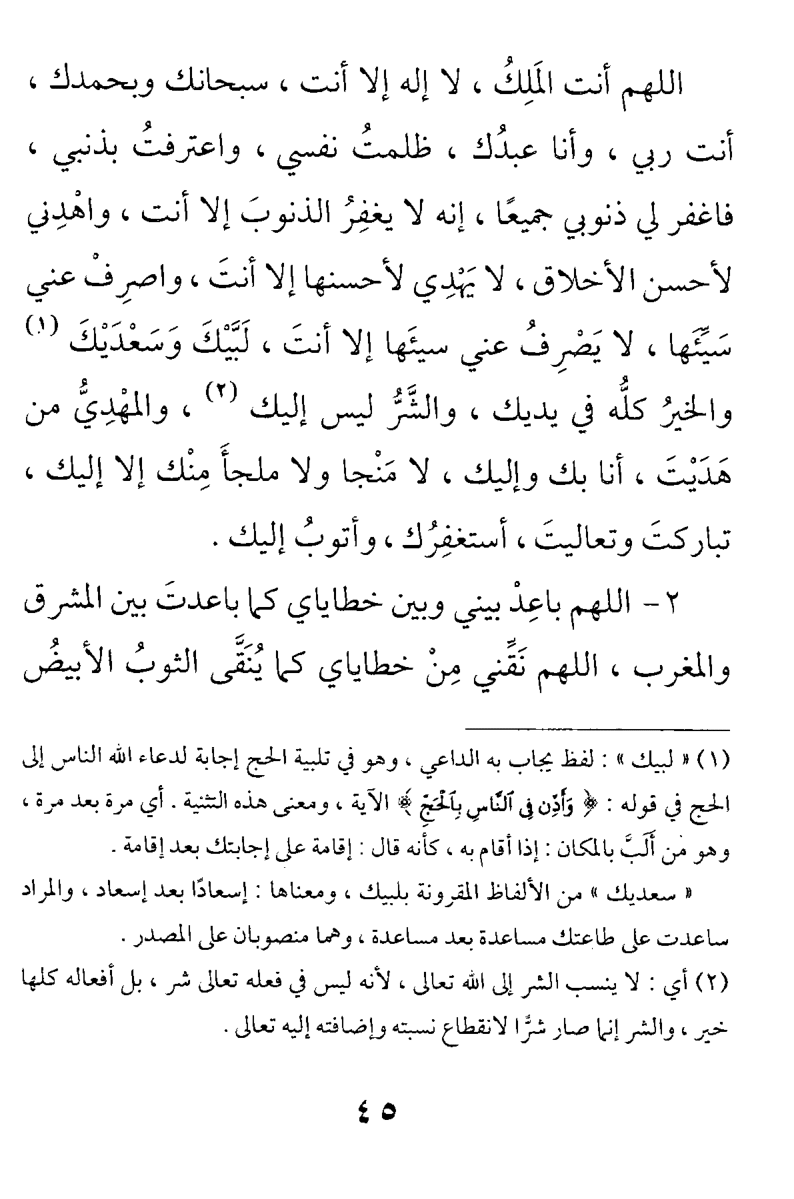 اللهم أنت المَلِكُ ، لا إله إلا أنت ، سبحانك وبحمدك ،
أنت ربي ، وأنا عبدُك ، ظلمتُ نفسي ، واعترفتُ بذنبي ،
فاغفر لي ذنوبي جميعًا ، إنه لا يغفِرُ الذنوبَ إلا أنت ، واهْدِني
لأحسن الأخلاق ، لا يَهْدِي لأحسنها إلا أنتَ ، واصرِفْ عني
سَيِّئَها ، لا يَصْرِفُ عني سيئَها إلا أنتَ ، لَبَّيْكَ وَسَعْدَيْكَ (١)
والخيرُ كلُّه في يديك ، والشَّرُّ ليس إليك (٢) ، والمهْدِيُّ من
هَدَيْتَ ، أنا بك وإليك ، لا مَنْجا ولا ملجأَ مِنْك إلا إليك ،
تباركتَ وتعاليتَ ، أستغفِرُك ، وأتوبُ إليك .
٢ - اللهم باعِدْ بيني وبين خطاياي كما باعدتَ بين المشرق
والمغرب ، اللهم نَقِّني مِنْ خطاياي كما يُنَقَّى الثوبُ الأبيضُ
(١) « لبيك » : لفظ يجاب به الداعي ، وهو في تلبية الحج إجابة لدعاء الله الناس إلى
الحج في قوله : ﴿ وَأَذِّن فِى ٱلنَّاسِ بِٱلْحَجِّ ﴾ الآية ، ومعنى هذه التثنية . أي مرة بعد مرة ،
وهو من أَلَبَّ بالمكان : إذا أقام به ، كأنه قال : إقامة على إجابتك بعد إقامة .
« سعديك » من الألفاظ المقرونة بلبيك ، ومعناها : إسعادًا بعد إسعاد ، والمراد
ساعدت على طاعتك مساعدة بعد مساعدة ، وهما منصوبان على المصدر .
(٢) أي : لا ينسب الشر إلى الله تعالى ، لأنه ليس في فعله تعالى شر ، بل أفعاله كلها
خير ، والشر إنما صار شرًّا لانقطاع نسبته وإضافته إليه تعالى .
٤٥